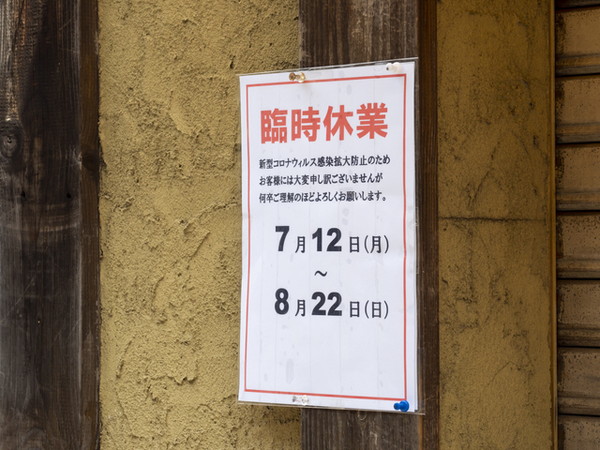 臨時休業
新型コロナウィルス感染拡大防止のため
お客様には大変申し訳ございませんが
何卒ご理解のほどよろしくお願いします。
7月12日(月)
～
8月22日(日)